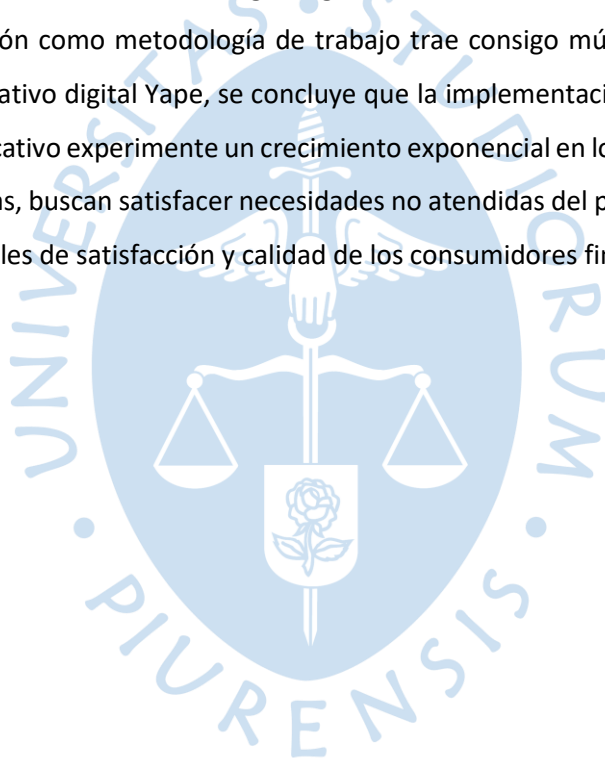 ón como metodología de trabajo trae consigo mú
ativo digital Yape, se concluye que la implementaci
cativo experimente un crecimiento exponencial en lo
as, buscan satisfacer necesidades no atendidas del p
les de satisfacción y calidad de los consumidores fi
UNIVERSITAS • STUDIORUM • PIURENSIS •